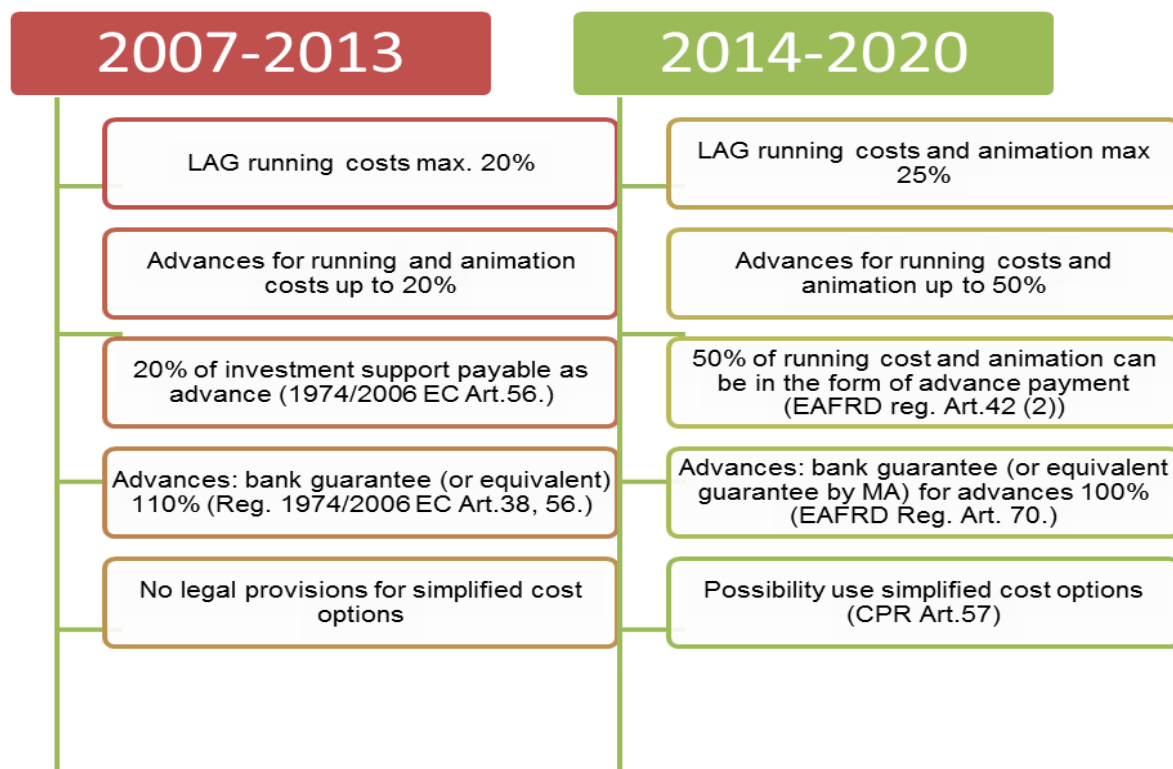 2007-2013
LAG running costs max. 20%
Advances for running and animation
costs up to 20%
20% of investment support payable as
advance (1974/2006 EC Art.56.)
Advances: bank guarantee (or equivalent)
110% (Reg. 1974/2006 EC Art.38, 56.)
No legal provisions for simplified cost
options
2014-2020
LAG running costs and animation max
25%
Advances for running costs and
animation up to 50%
50% of running cost and animation can
be in the form of advance payment
(EAFRD reg. Art.42 (2))
Advances: bank guarantee (or equivalent
guarantee by MA) for advances 100%
(EAFRD Reg. Art. 70.)
Possibility use simplified cost options
(CPR Art.57)